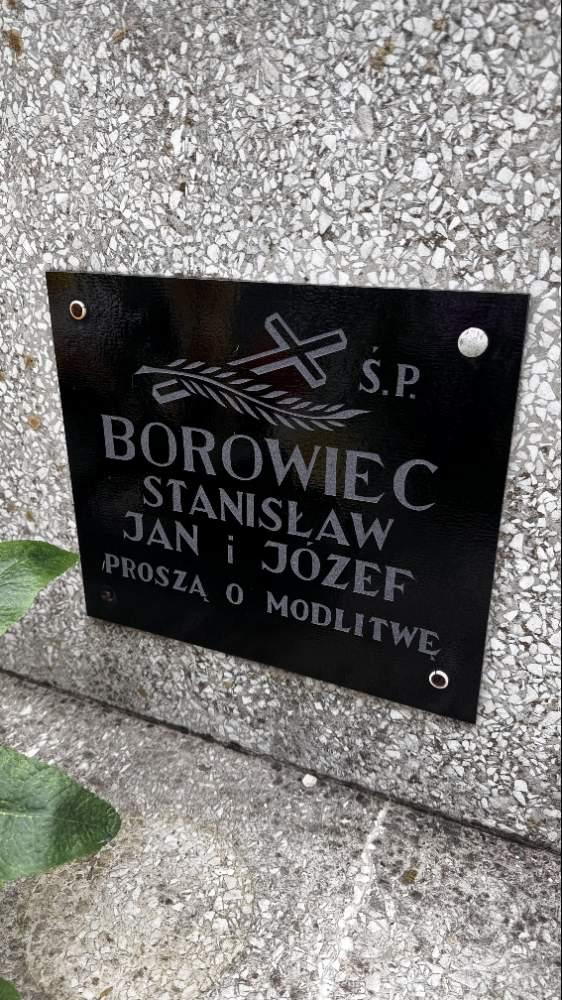 Ś.P.
BOROWIEC
STANISŁAW
JAN i JÓZEF
PROSZĄ O MODLITWĘ